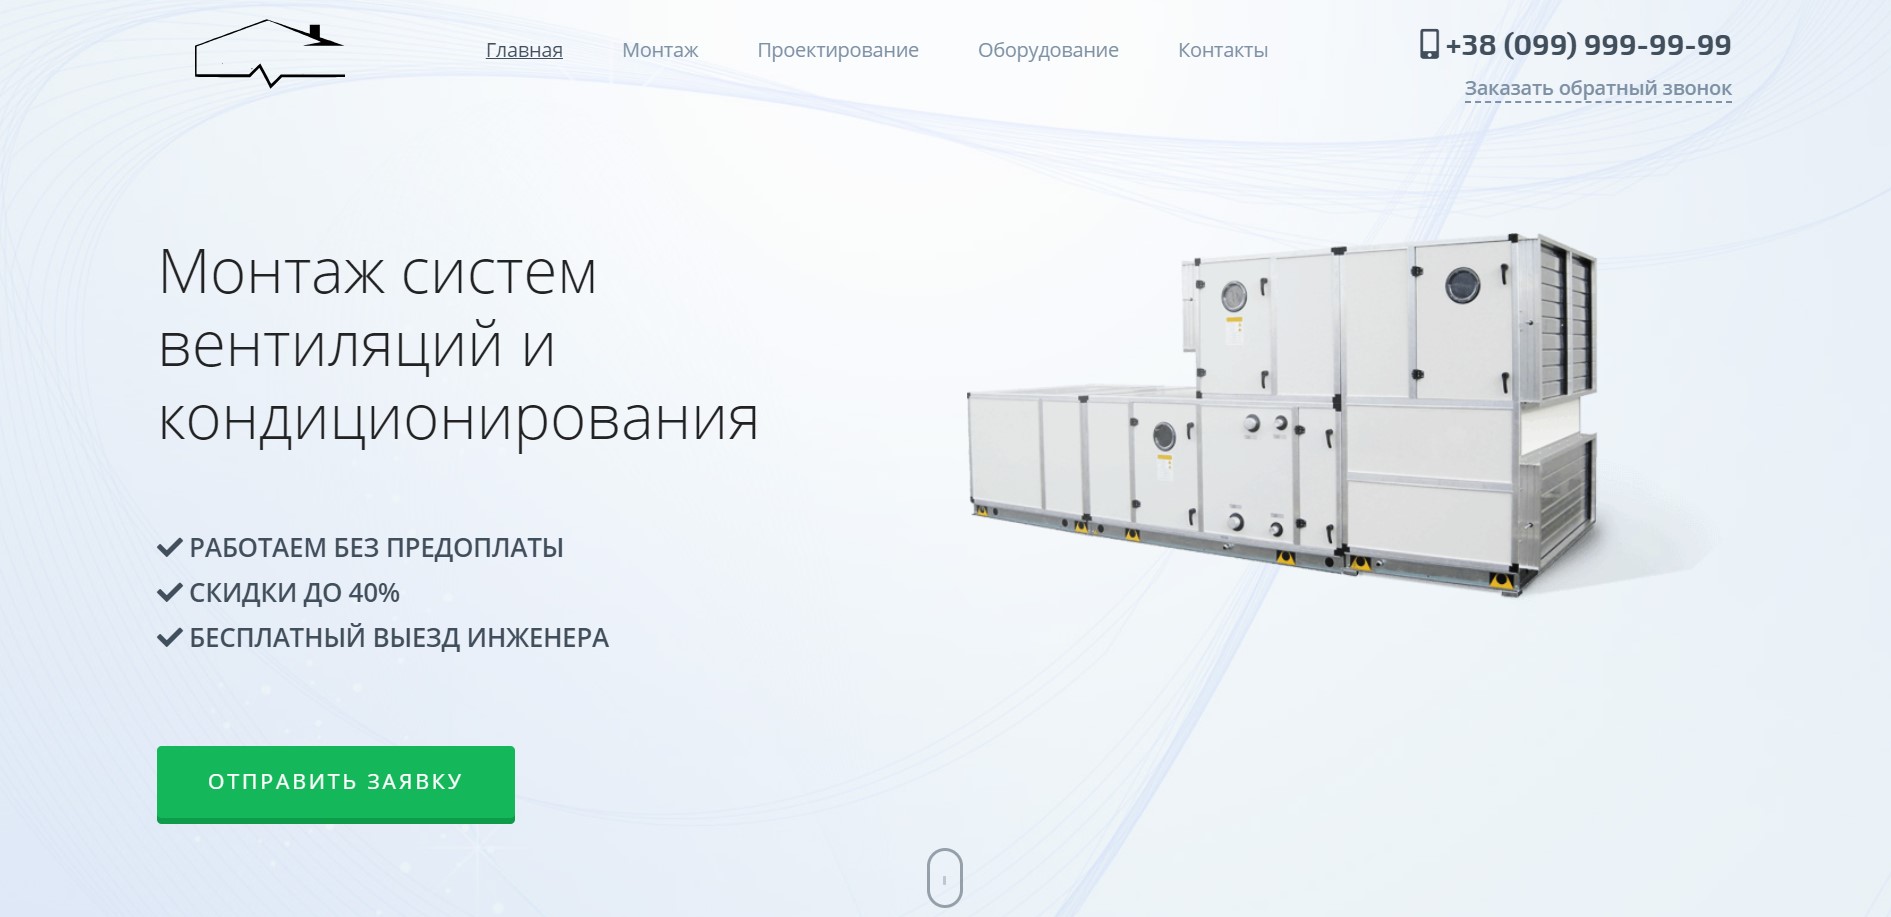 Главная Монтаж Проектирование Оборудование Контакты
+38 (099) 999-99-99
Заказать обратный звонок
Монтаж систем
вентиляций и
кондиционирования
РАБОТАЕМ БЕЗ ПРЕДОПЛАТЫ
СКИДКИ ДО 40%
БЕСПЛАТНЫЙ ВЫЕЗД ИНЖЕНЕРА
ОТПРАВИТЬ ЗАЯВКУ